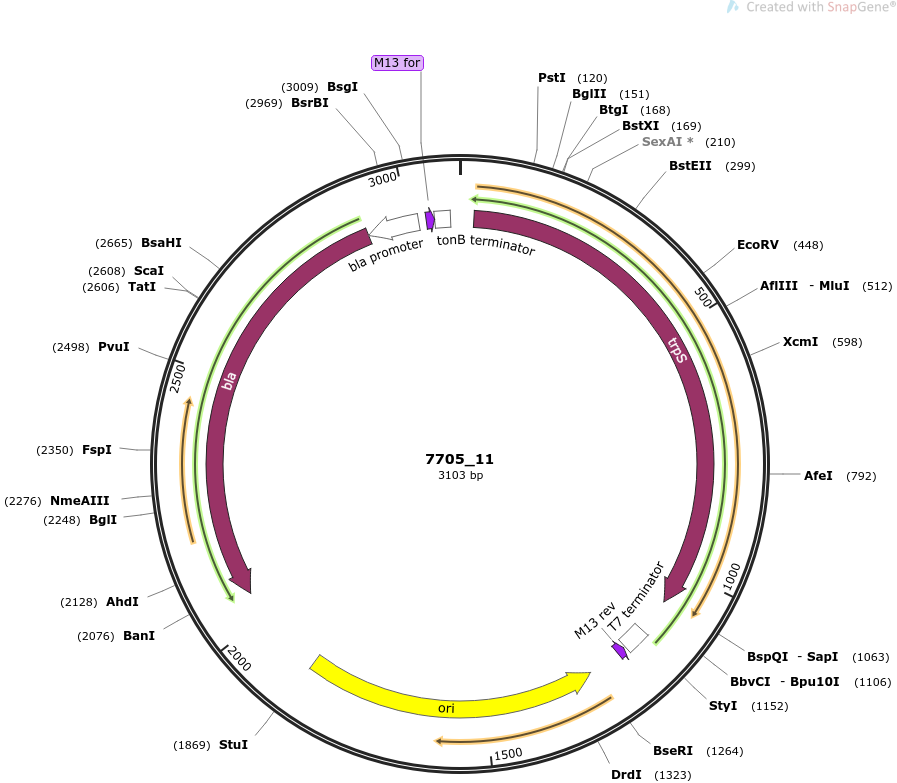 Created with SnapGene®
M13 for
(3009) BsgI
(2969) BsrBI
PstI (120)
BglII (151)
BtgI (168)
BstXI (169)
SexAI * (210)
BstEII (299)
3000
bla promoter
tonB terminator
(2665) BsaHI
(2608) ScaI
(2606) TatI
EcoRV (448)
AflIII - MluI (512)
500
XcmI (598)
trpS
(2498) PvuI
2500
bla
(2350) FspI
7705_11
3103 bp
AfeI (792)
(2276) NmeAIII
(2248) BglI
(2128) AhdI
(2076) BanI
1000
T7 terminator
M13 rev
BspQI - SapI (1063)
BbvCI - Bpu10I (1106)
StyI (1152)
2000
ori
(1869) StuI
1500
BseRI (1264)
DrdI (1323)